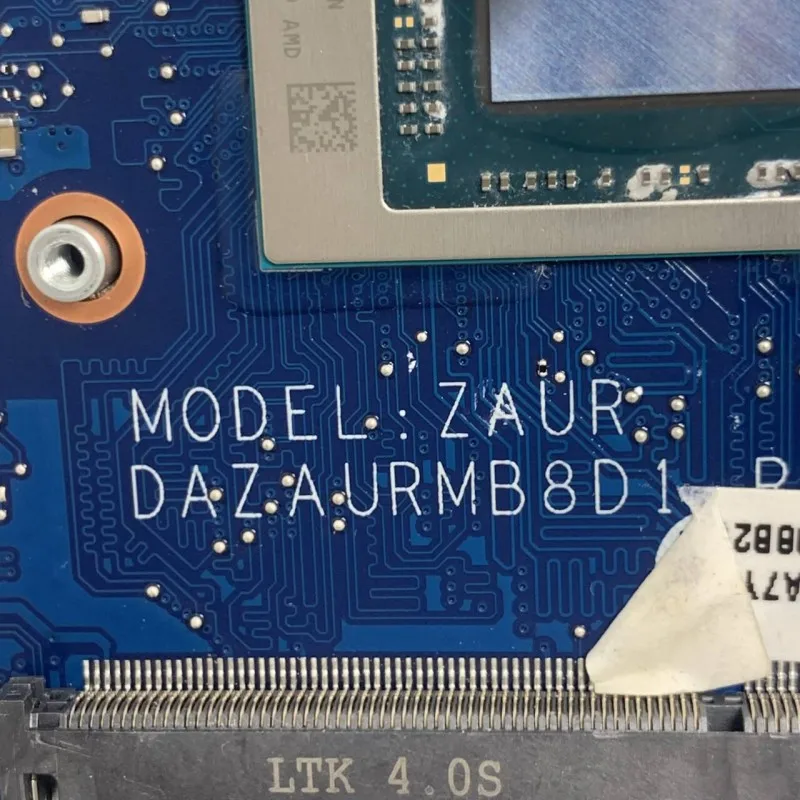 AMD
MODEL : ZAUR
DAZAURMB8D1
LTK 4.0S